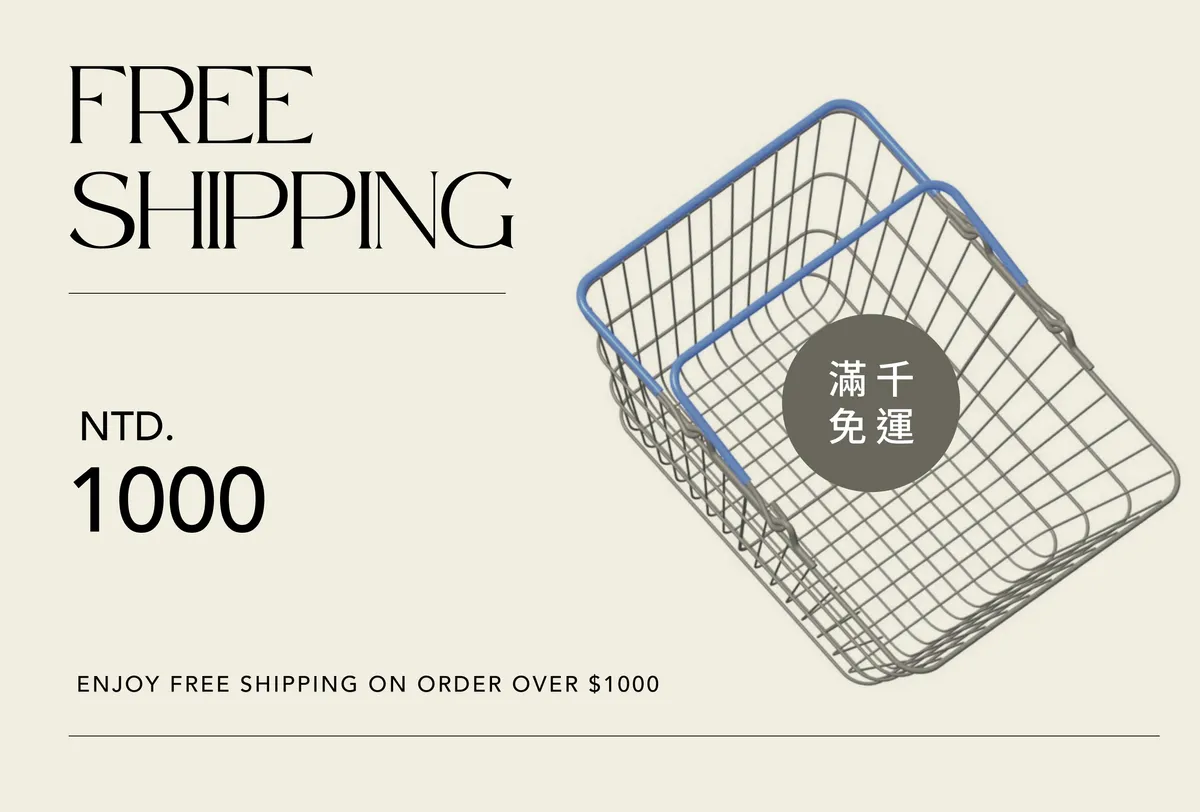 FREE
SHIPPING
NTD.
1000
滿千
免運
ENJOY FREE SHIPPING ON ORDER OVER $1000